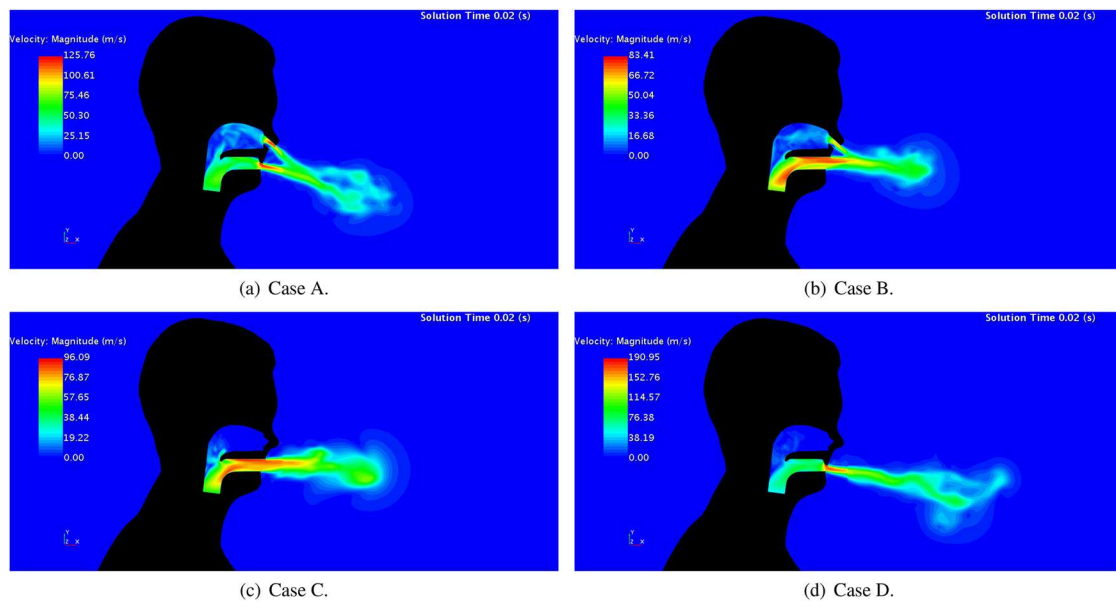 Solution Time 0.02 (s)
Velocity: Magnitude (m/s)
125.76
100.61
75.46
50.30
25.15
0.00
Y
Z X
(a) Case A.
Solution Time 0.02 (s)
Velocity: Magnitude (m/s)
83.41
66.72
50.04
33.36
16.68
0.00
Y
Z X
(b) Case B.
Solution Time 0.02 (s)
Velocity: Magnitude (m/s)
96.09
76.87
57.65
38.44
19.22
0.00
Y
Z X
(c) Case C.
Solution Time 0.02 (s)
Velocity: Magnitude (m/s)
190.95
152.76
114.57
76.38
38.19
0.00
Y
Z X
(d) Case D.